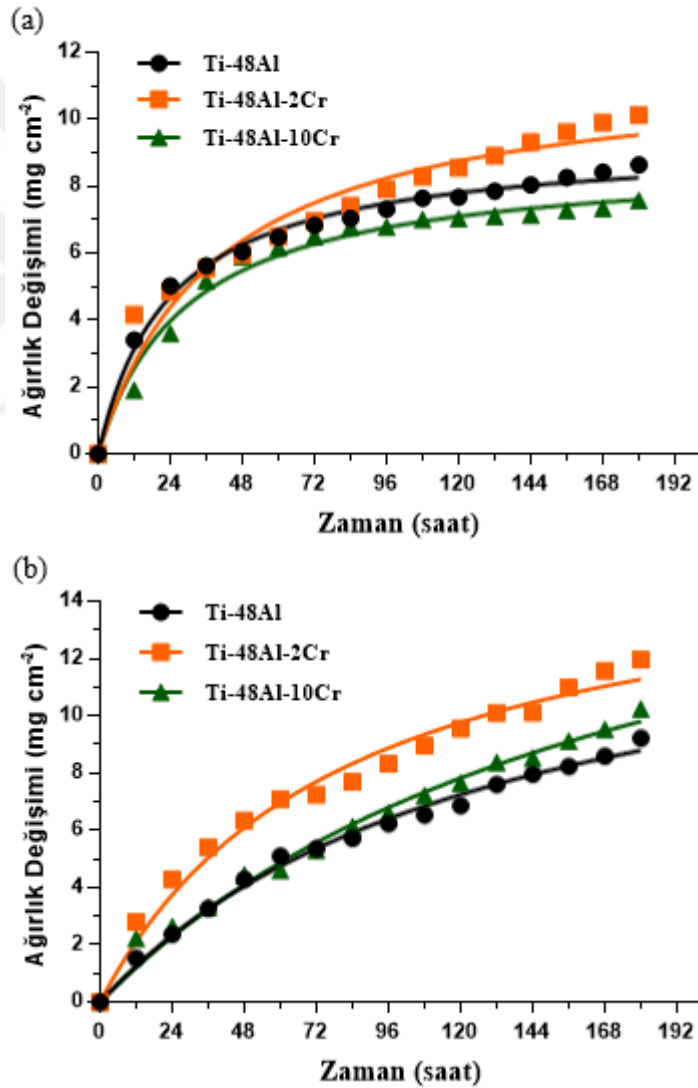 (a)
12
10
8
6
4
2
0
Ağırlık Değişimi (mg cm⁻²)
Ti-48Al
Ti-48Al-2Cr
Ti-48Al-10Cr
0 24 48 72 96 120 144 168 192
Zaman (saat)
(b)
14
12
10
8
6
4
2
0
Ağırlık Değişimi (mg cm⁻²)
Ti-48Al
Ti-48Al-2Cr
Ti-48Al-10Cr
0 24 48 72 96 120 144 168 192
Zaman (saat)